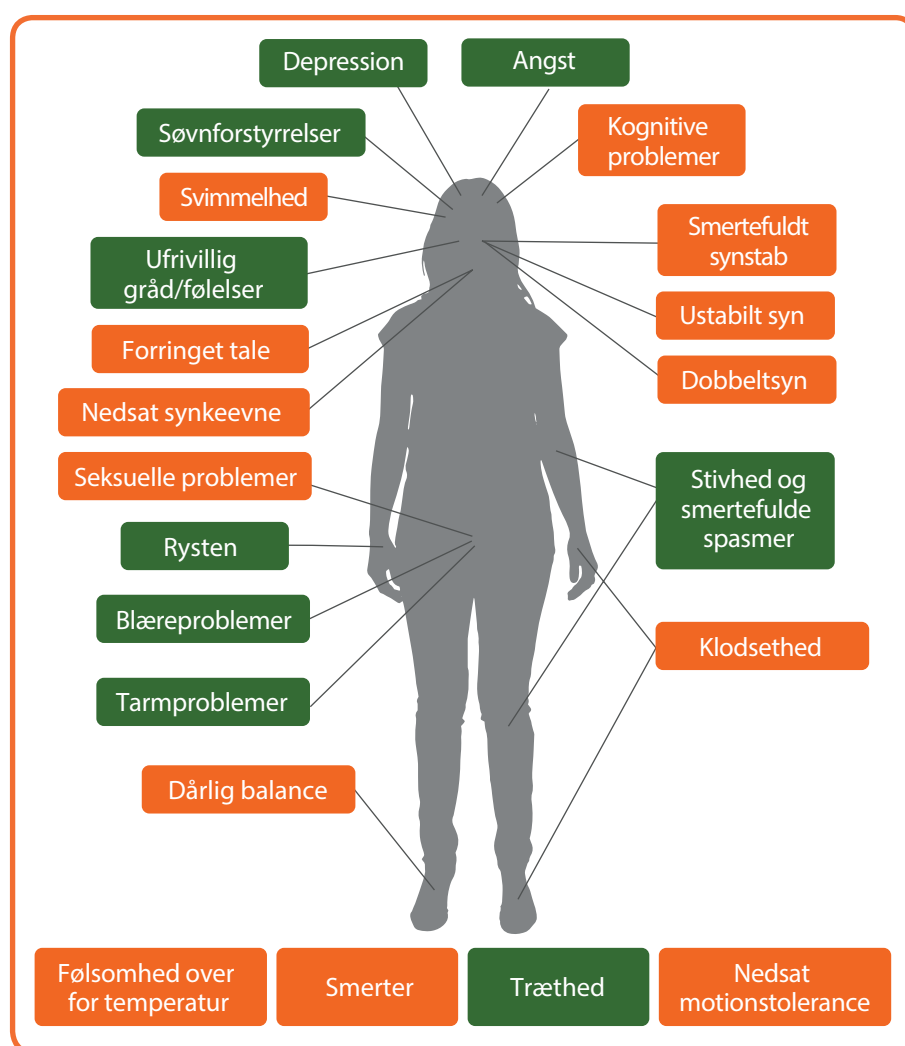 Depression
Angst
Søvnforstyrrelser
Kognitive
problemer
Svimmelhed
Smertefuldt
synstab
Ufrivillig
gråd/følelser
Ustabilt syn
Forringet tale
Dobbeltsyn
Nedsat synkeevne
Seksuelle problemer
Stivhed og
smertefulde
spasmer
Rysten
Blæreproblemer
Klodsethed
Tarmproblemer
Dårlig balance
Følsomhed over
for temperatur
Smerter
Træthed
Nedsat
motionstolerance